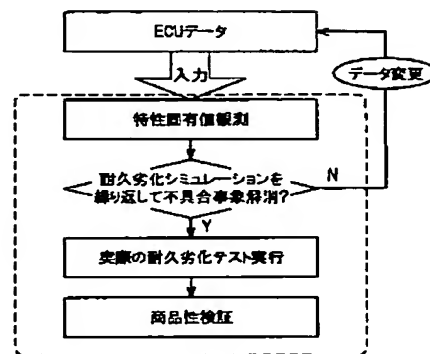 ECUデータ
入力
データ変更
特性固有値観測
耐久劣化シミュレーションを
繰り返して不具合事象解消?
N
Y
実際の耐久劣化テスト実行
商品性検証